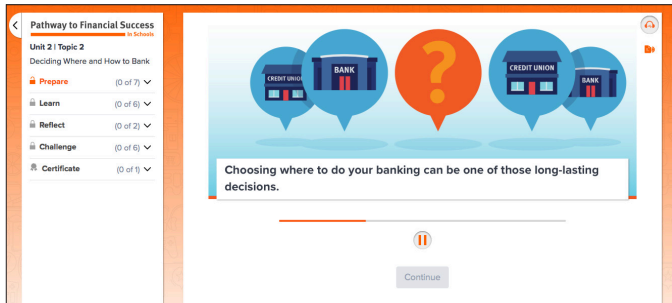 Pathway to Financial Success
in Schools
Unit 2 | Topic 2
Deciding Where and How to Bank
Prepare (0 of 7)
Learn (0 of 6)
Reflect (0 of 2)
Challenge (0 of 6)
Certificate (0 of 1)
CREDIT UNION
BANK
?
CREDIT UNION
BANK
Choosing where to do your banking can be one of those long-lasting
decisions.
Continue